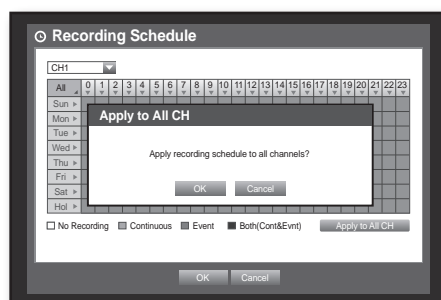 Recording Schedule
CH1
All 0 1 2 3 4 5 6 7 8 9 10 11 12 13 14 15 16 17 18 19 20 21 22 23
Sun
Mon
Tue
Wed
Thu
Fri
Sat
Hol
Apply to All CH
Apply recording schedule to all channels?
OK Cancel
No Recording Continuous Event Both(Cont&Evnt) Apply to All CH
OK Cancel